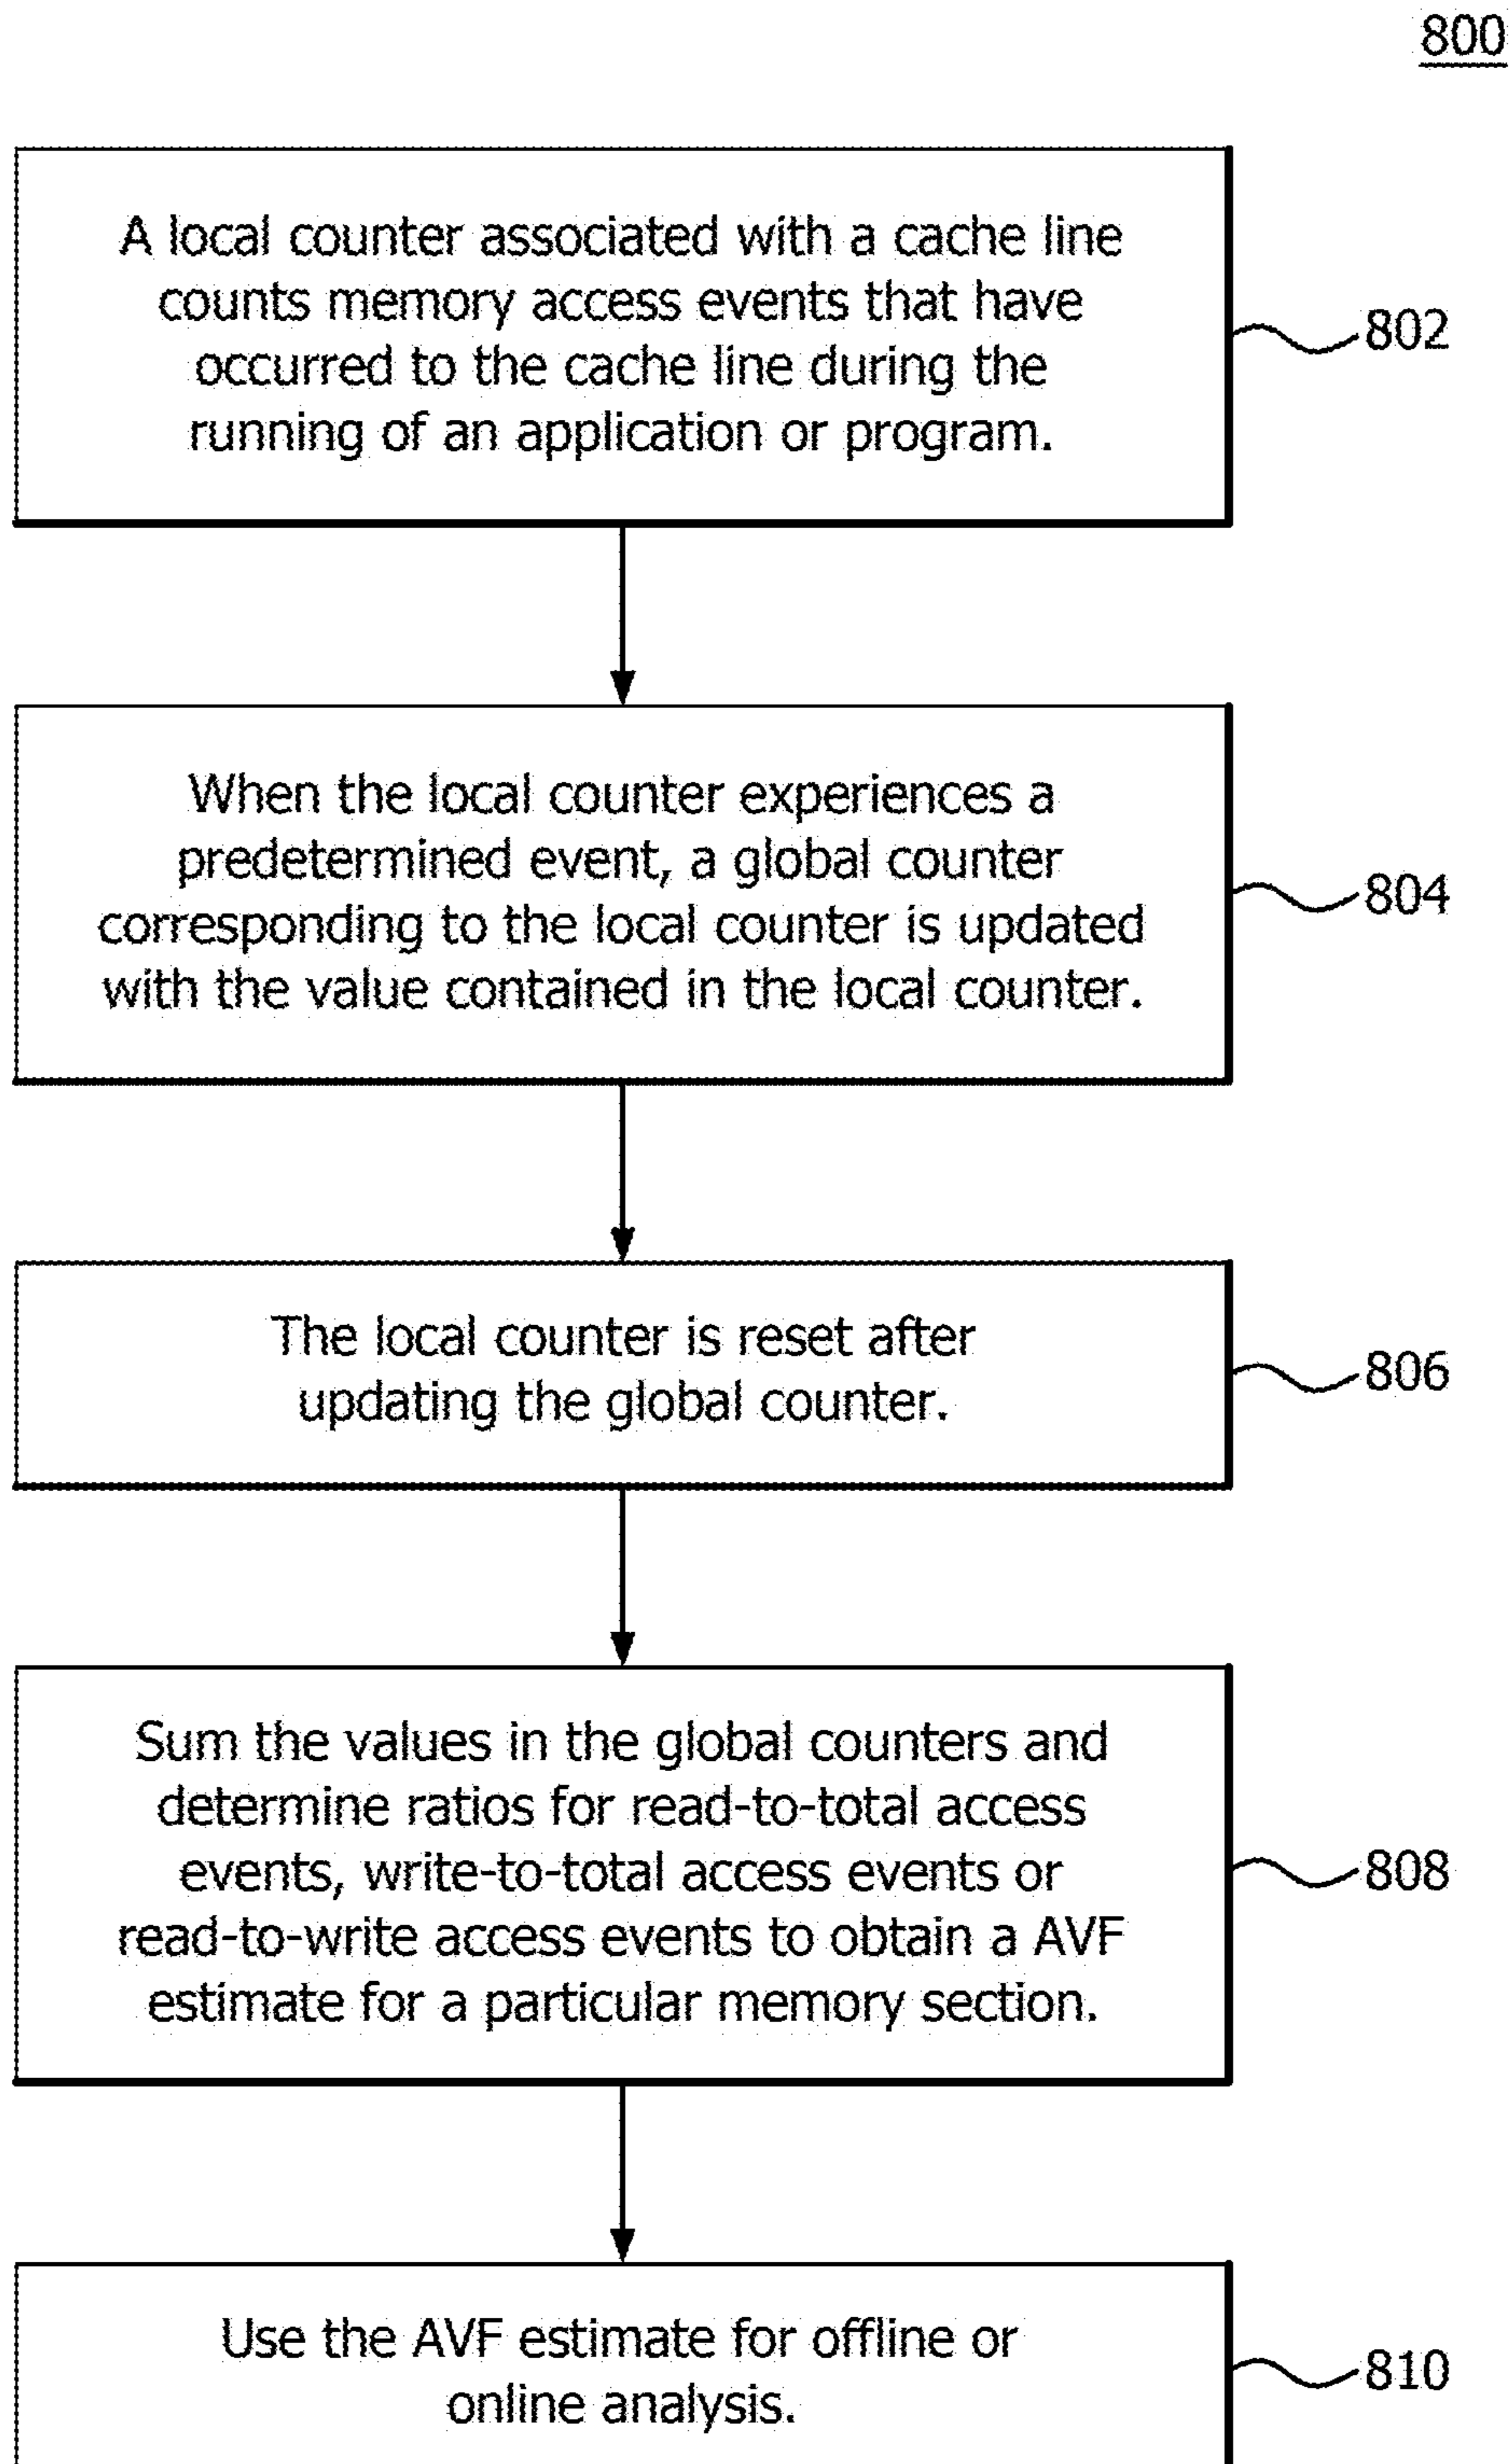 800
A local counter associated with a cache line
counts memory access events that have
occurred to the cache line during the
running of an application or program.
802
When the local counter experiences a
predetermined event, a global counter
corresponding to the local counter is updated
with the value contained in the local counter.
804
The local counter is reset after
updating the global counter.
806
Sum the values in the global counters and
determine ratios for read-to-total access
events, write-to-total access events or
read-to-write access events to obtain a AVF
estimate for a particular memory section.
808
Use the AVF estimate for offline or
online analysis.
810